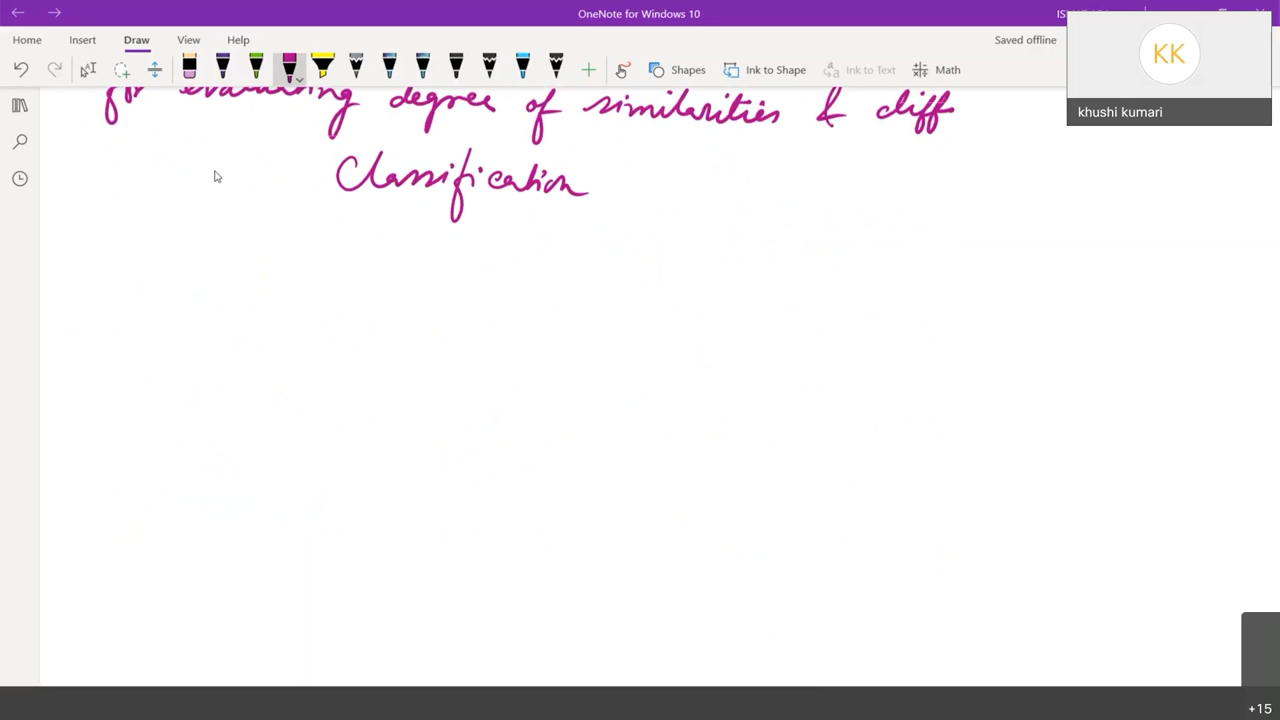 OneNote for Windows 10
Home Insert Draw View Help
Saved offline
KK
Shapes Ink to Shape Ink to Text Math
khushi kumari
for evaluating degree of similarities & diff
Classification
+15